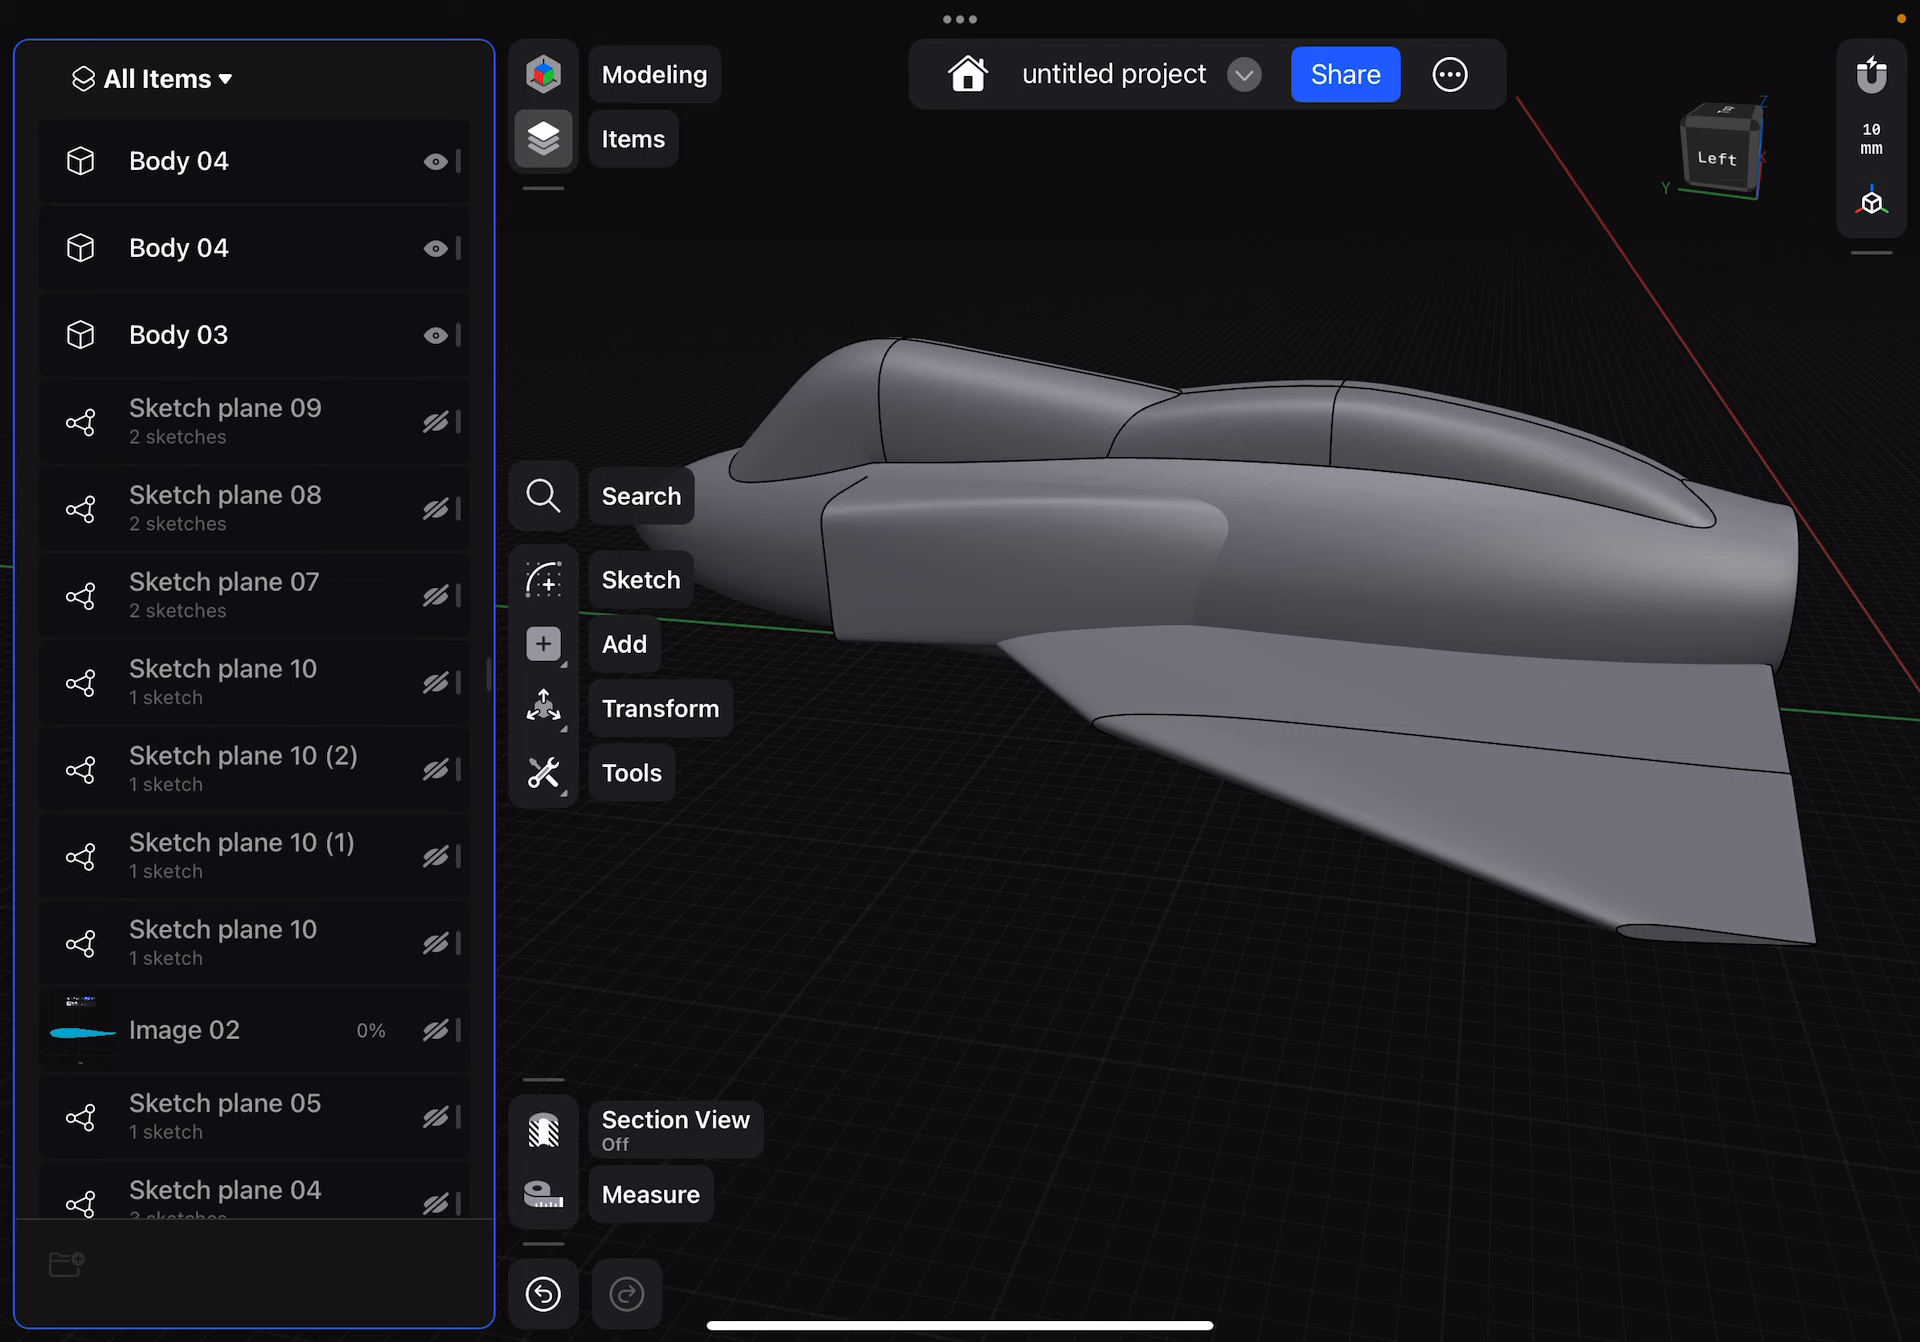 All Items
Body 04
Body 04
Body 03
Sketch plane 09
2 sketches
Sketch plane 08
2 sketches
Sketch plane 07
2 sketches
Sketch plane 10
1 sketch
Sketch plane 10 (2)
1 sketch
Sketch plane 10 (1)
1 sketch
Sketch plane 10
1 sketch
Image 02
0%
Sketch plane 05
1 sketch
Sketch plane 04
Modeling
Items
Search
Sketch
Add
Transform
Tools
Section View
Off
Measure
untitled project
Share
Z
Left
X
Y
10
mm